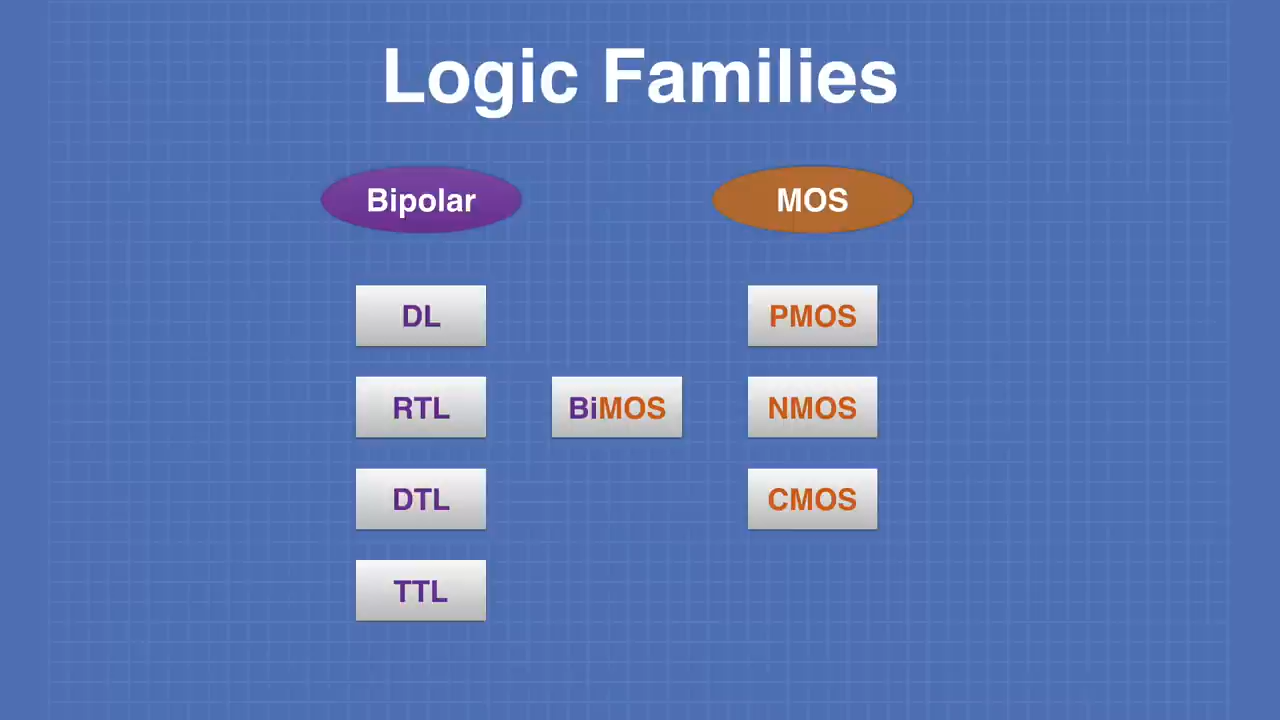 Logic Families
Bipolar
MOS
DL
PMOS
RTL
BiMOS
NMOS
DTL
CMOS
TTL